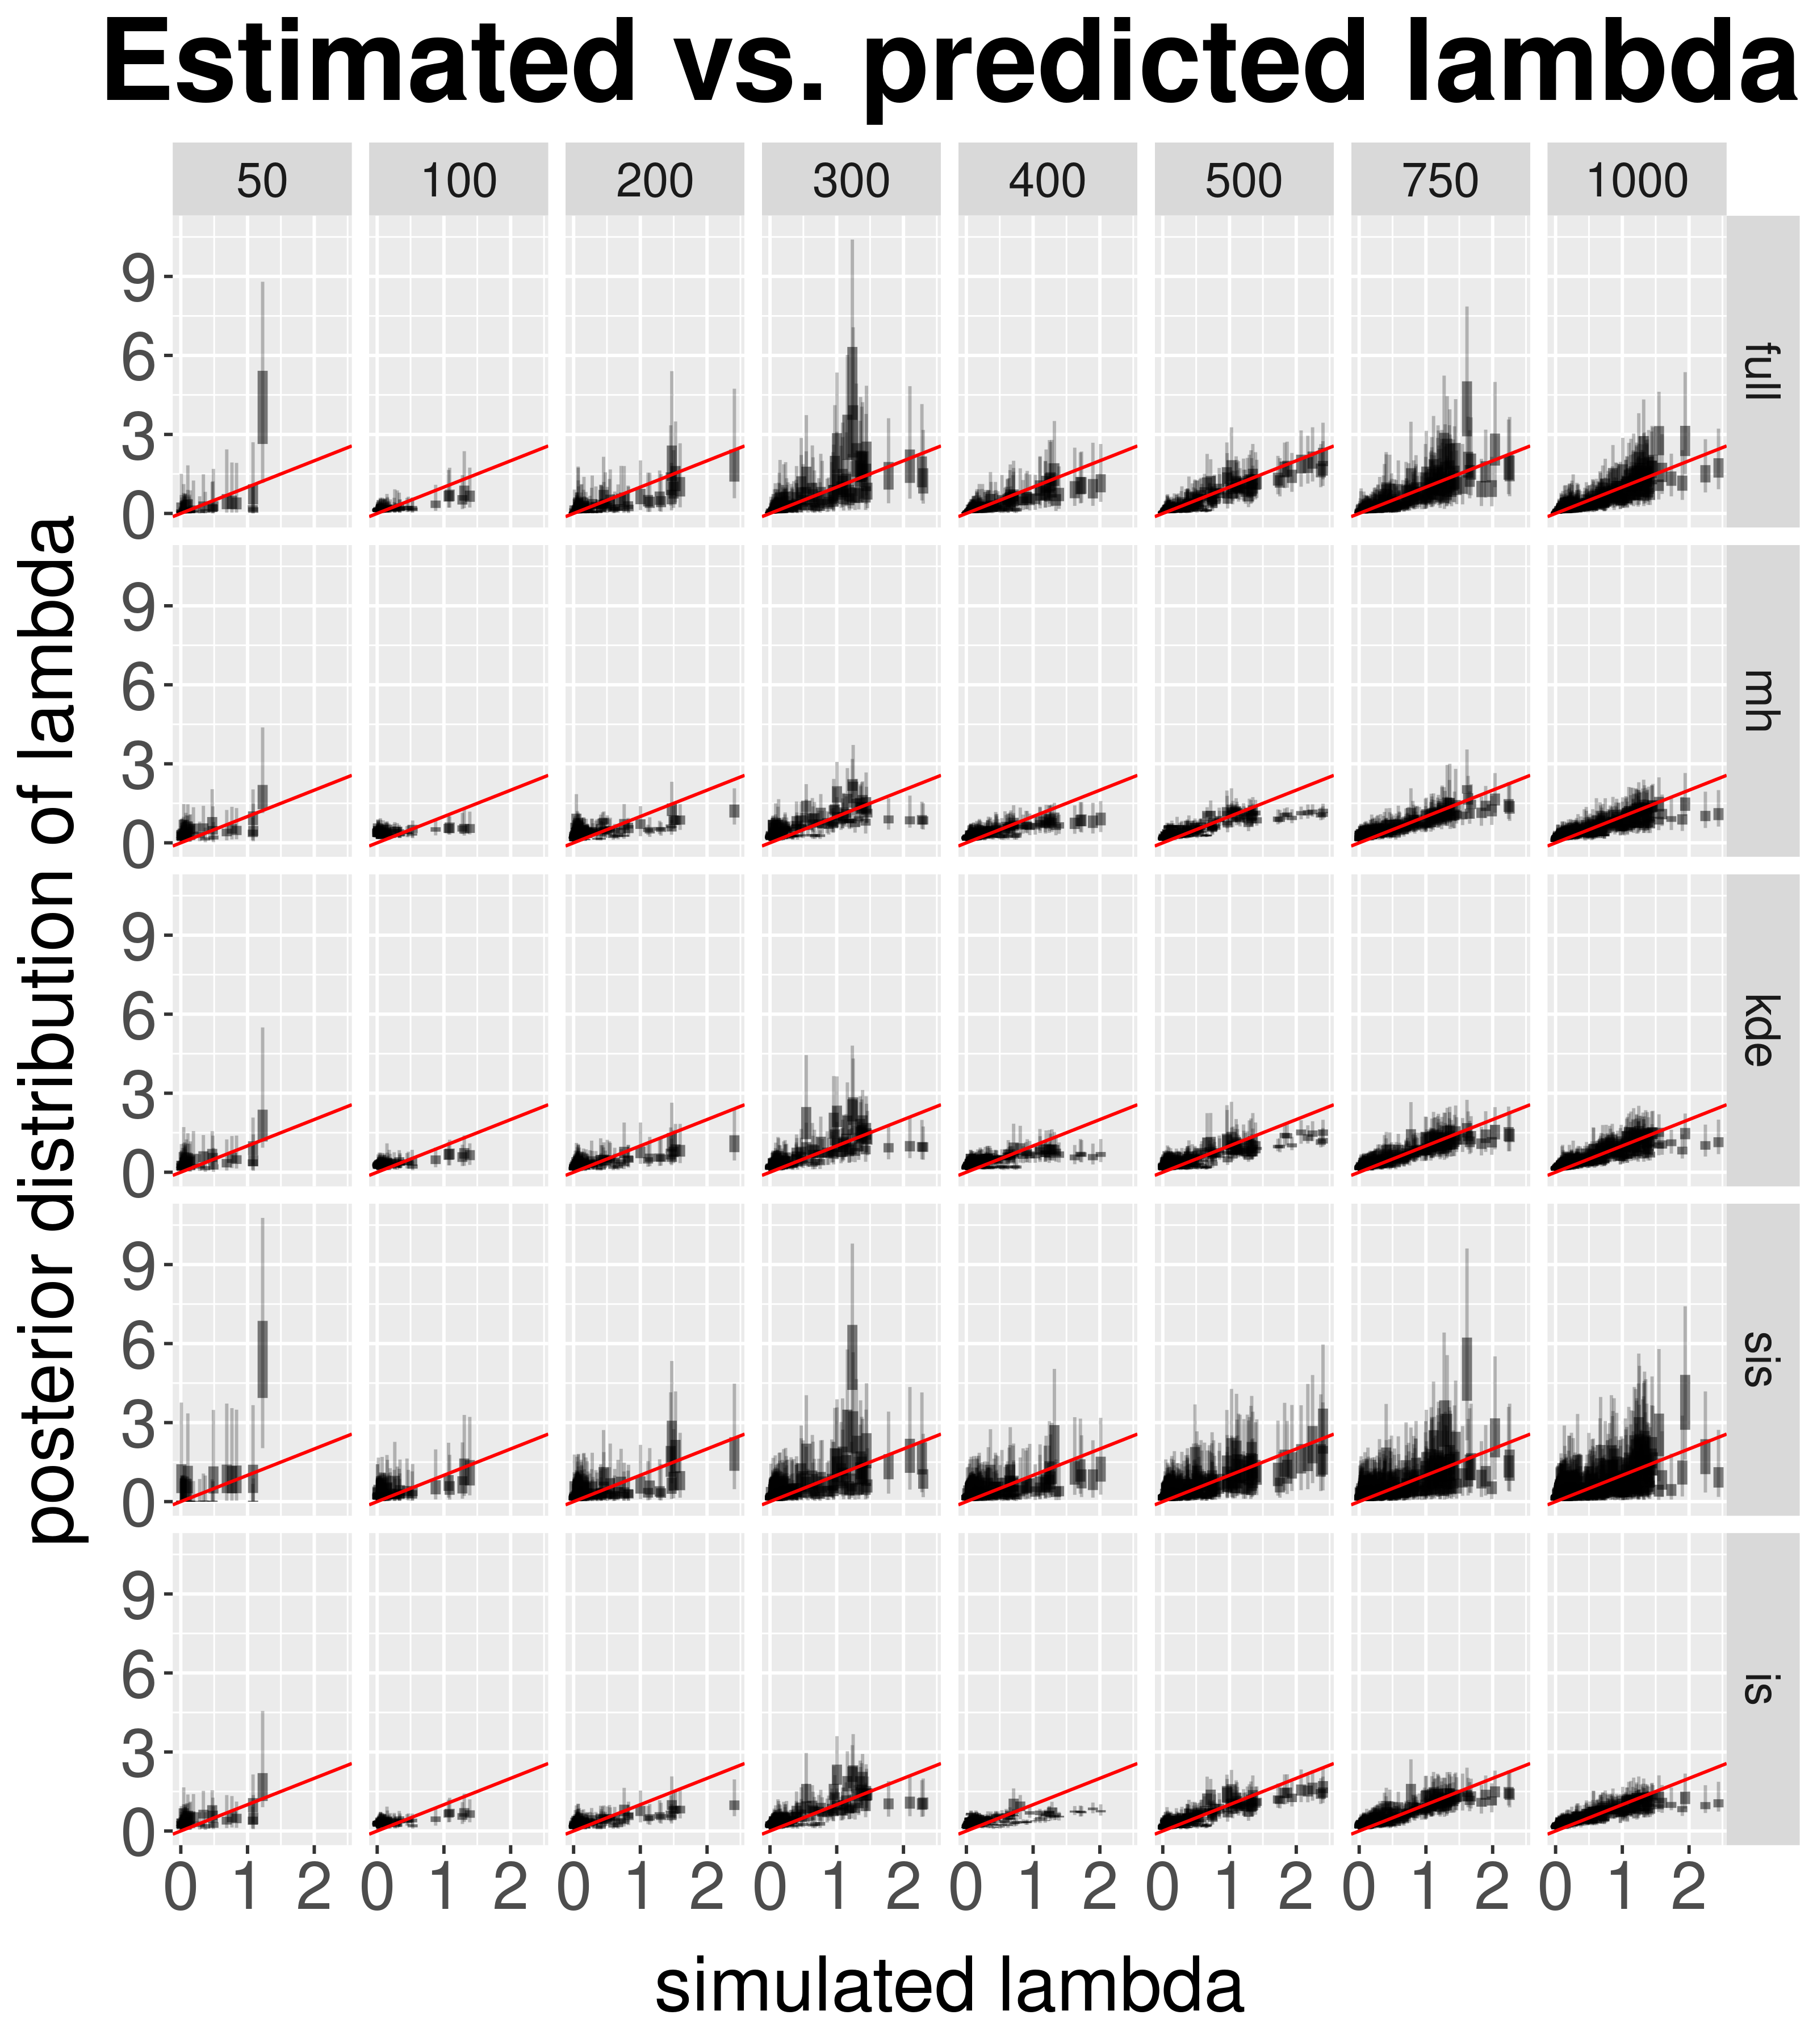 Estimated vs. predicted lambda
50 100 200 300 400 500 750 1000
posterior distribution of lambda
9
6
3
0
full
9
6
3
0
mh
9
6
3
0
kde
9
6
3
0
sis
9
6
3
0
is
0 1 2 0 1 2 0 1 2 0 1 2 0 1 2 0 1 2 0 1 2 0 1 2
simulated lambda